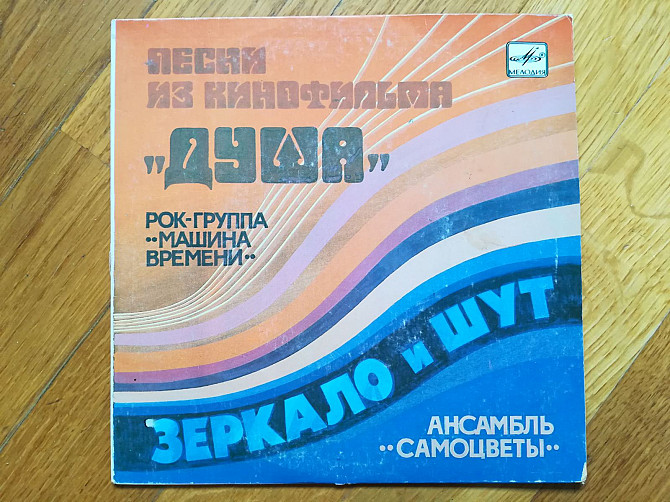 ПЕСНИ
ИЗ КИНОФИЛЬМА
„ДУША”
МЕЛОДИЯ
РОК-ГРУППА
„МАШИНА
ВРЕМЕНИ”
ЗЕРКАЛО и ШУТ
АНСАМБЛЬ
„САМОЦВЕТЫ”